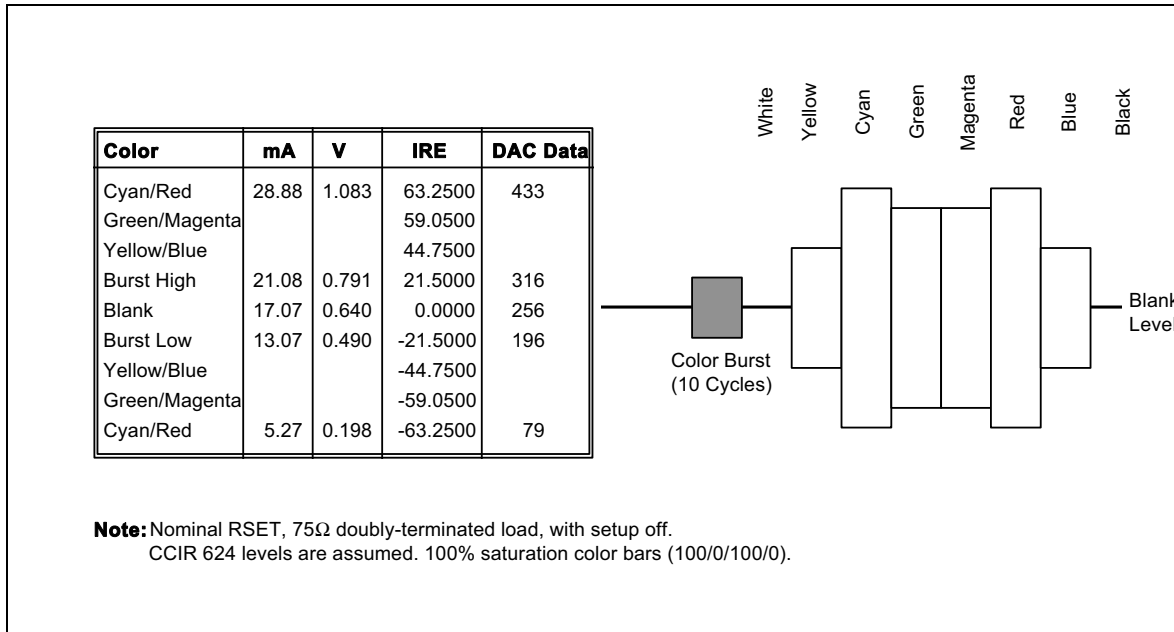 Color mA V IRE DAC Data
Cyan/Red 28.88 1.083 63.2500 433
Green/Magenta 59.0500
Yellow/Blue 44.7500
Burst High 21.08 0.791 21.5000 316
Blank 17.07 0.640 0.0000 256
Burst Low 13.07 0.490 -21.5000 196
Yellow/Blue -44.7500
Green/Magenta -59.0500
Cyan/Red 5.27 0.198 -63.2500 79
White
Yellow
Cyan
Green
Magenta
Red
Blue
Black
Color Burst
(10 Cycles)
Blank
Level
Note: Nominal RSET, 75Ω doubly-terminated load, with setup off.
CCIR 624 levels are assumed. 100% saturation color bars (100/0/100/0).